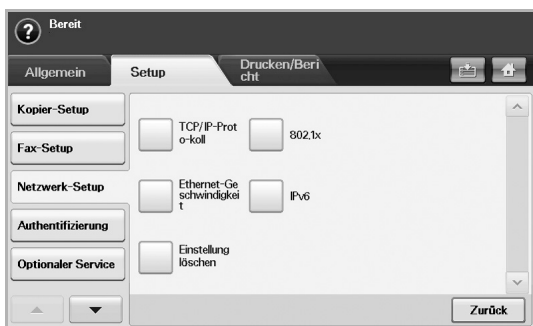 ? Bereit
Allgemein
Setup
Drucken/Beri
cht
Kopier-Setup
Fax-Setup
Netzwerk-Setup
Authentifizierung
Optionaler Service
TCP/IP-Prot
o-koll
802,1x
Ethernet-Ge
schwindigkei
t
IPv6
Einstellung
löschen
Zurück